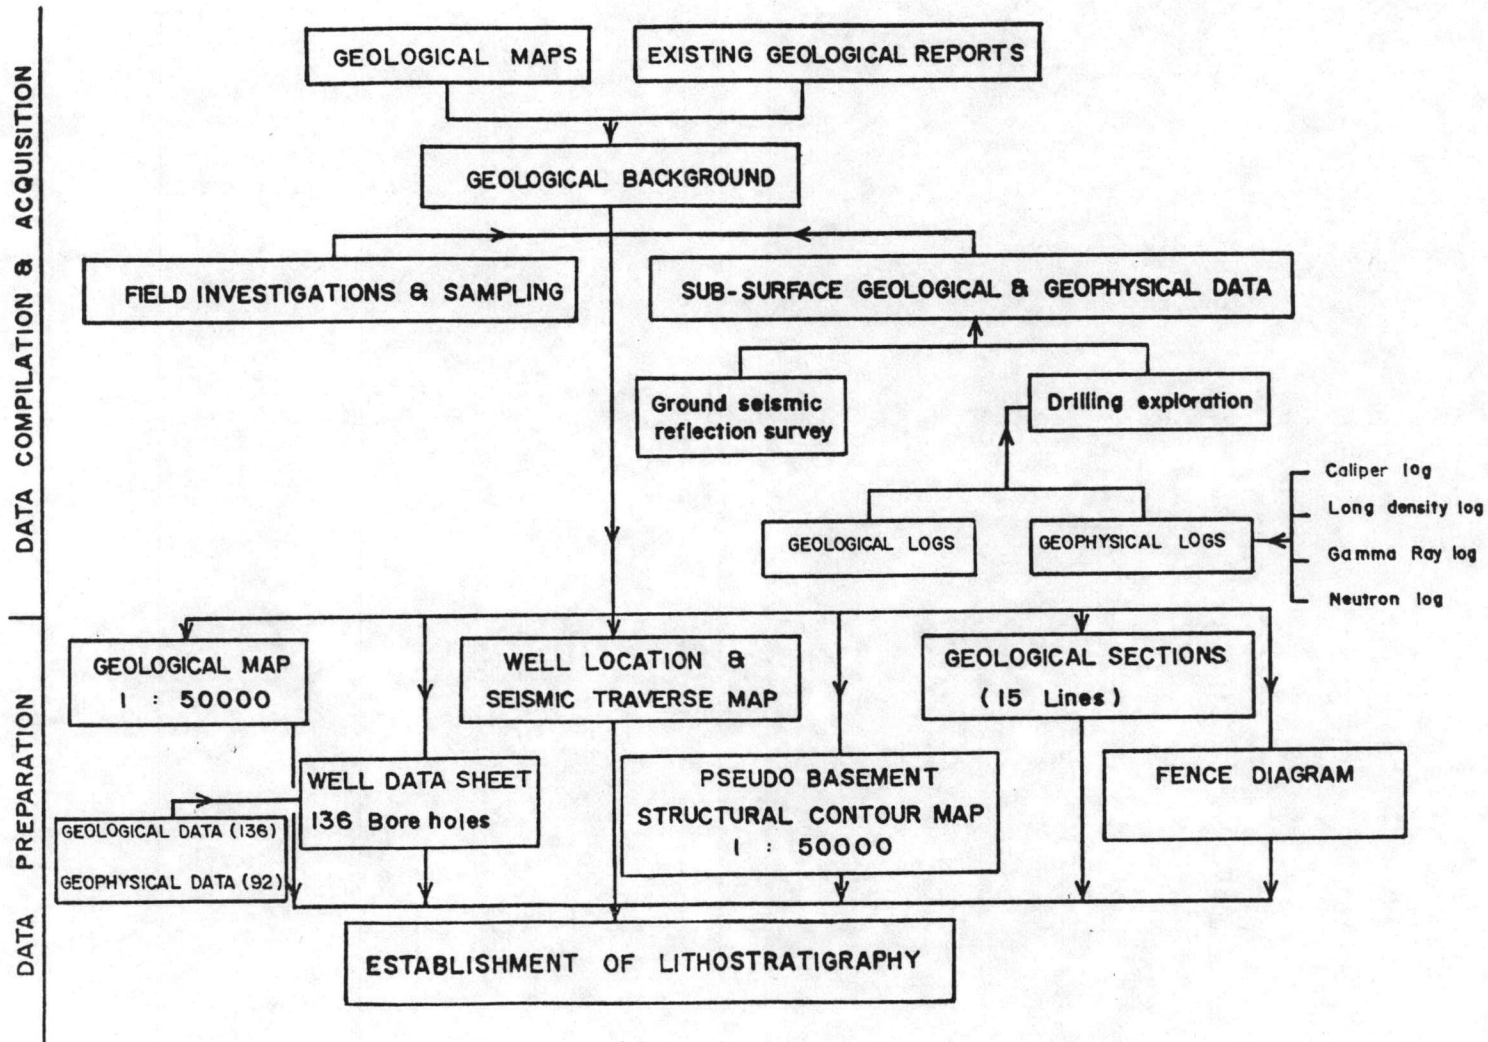 DATA COMPILATION & ACQUISITION
GEOLOGICAL MAPS
EXISTING GEOLOGICAL REPORTS
GEOLOGICAL BACKGROUND
FIELD INVESTIGATIONS & SAMPLING
SUB-SURFACE GEOLOGICAL & GEOPHYSICAL DATA
Ground seismic
reflection survey
Drilling exploration
GEOLOGICAL LOGS
GEOPHYSICAL LOGS
Caliper log
Long density log
Gamma Ray log
Neutron log
DATA PREPARATION
GEOLOGICAL MAP
1 : 50000
WELL LOCATION &
SEISMIC TRAVERSE MAP
GEOLOGICAL SECTIONS
(15 Lines)
WELL DATA SHEET
136 Bore holes
GEOLOGICAL DATA (136)
GEOPHYSICAL DATA (92)
PSEUDO BASEMENT
STRUCTURAL CONTOUR MAP
1 : 50000
FENCE DIAGRAM
ESTABLISHMENT OF LITHOSTRATIGRAPHY